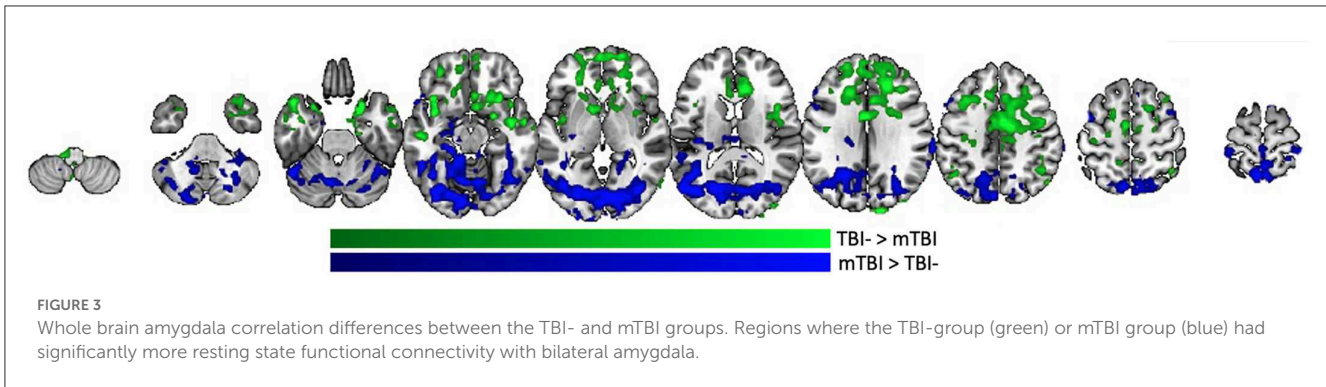 TBI- > mTBI
mTBI > TBI-
FIGURE 3
Whole brain amygdala correlation differences between the TBI- and mTBI groups. Regions where the TBI-group (green) or mTBI group (blue) had
significantly more resting state functional connectivity with bilateral amygdala.